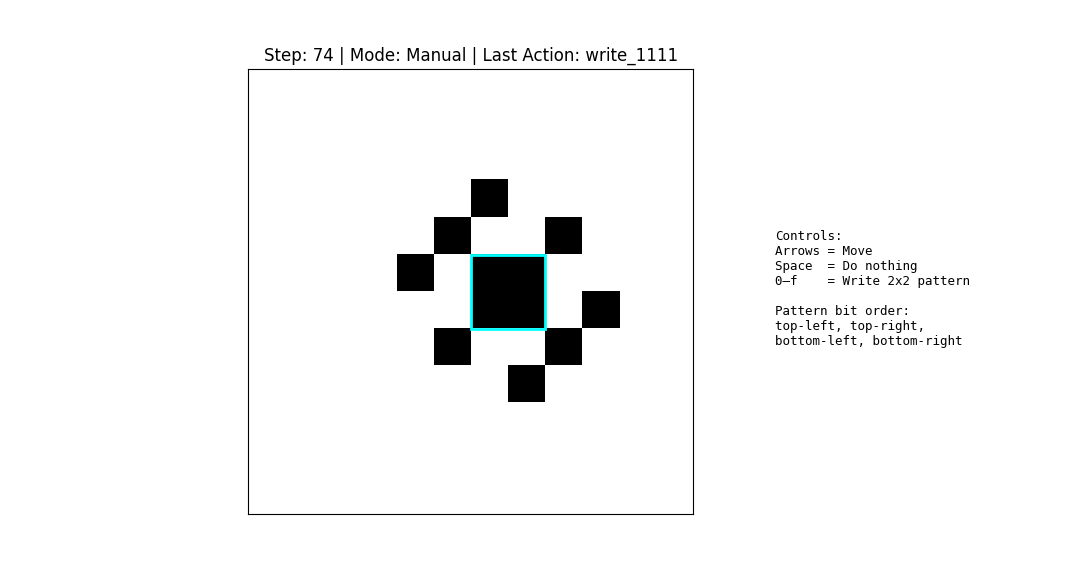 Step: 74 | Mode: Manual | Last Action: write_1111
Controls:
Arrows = Move
Space  = Do nothing
0–f    = Write 2x2 pattern
Pattern bit order:
top-left, top-right,
bottom-left, bottom-right